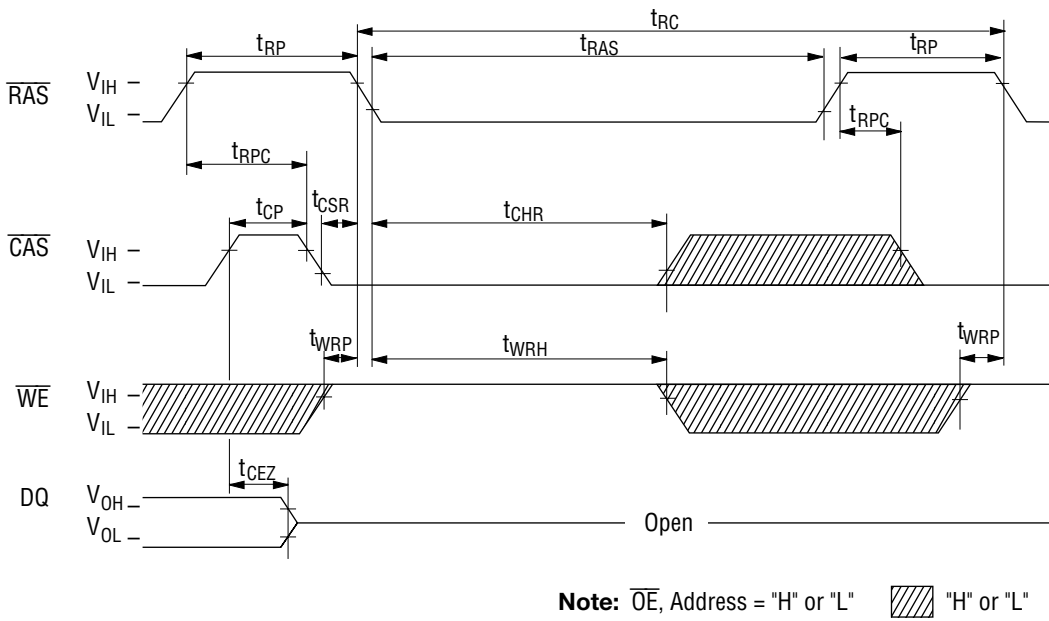 tRC
tRP tRAS tRP
RAS VIH
VIL
tRPC tRPC
tCP tCSR tCHR
CAS VIH
VIL
tWRP tWRH tWRP
WE VIH
VIL
tCEZ
DQ VOH
VOL
Open
Note: OE, Address = "H" or "L" "H" or "L"